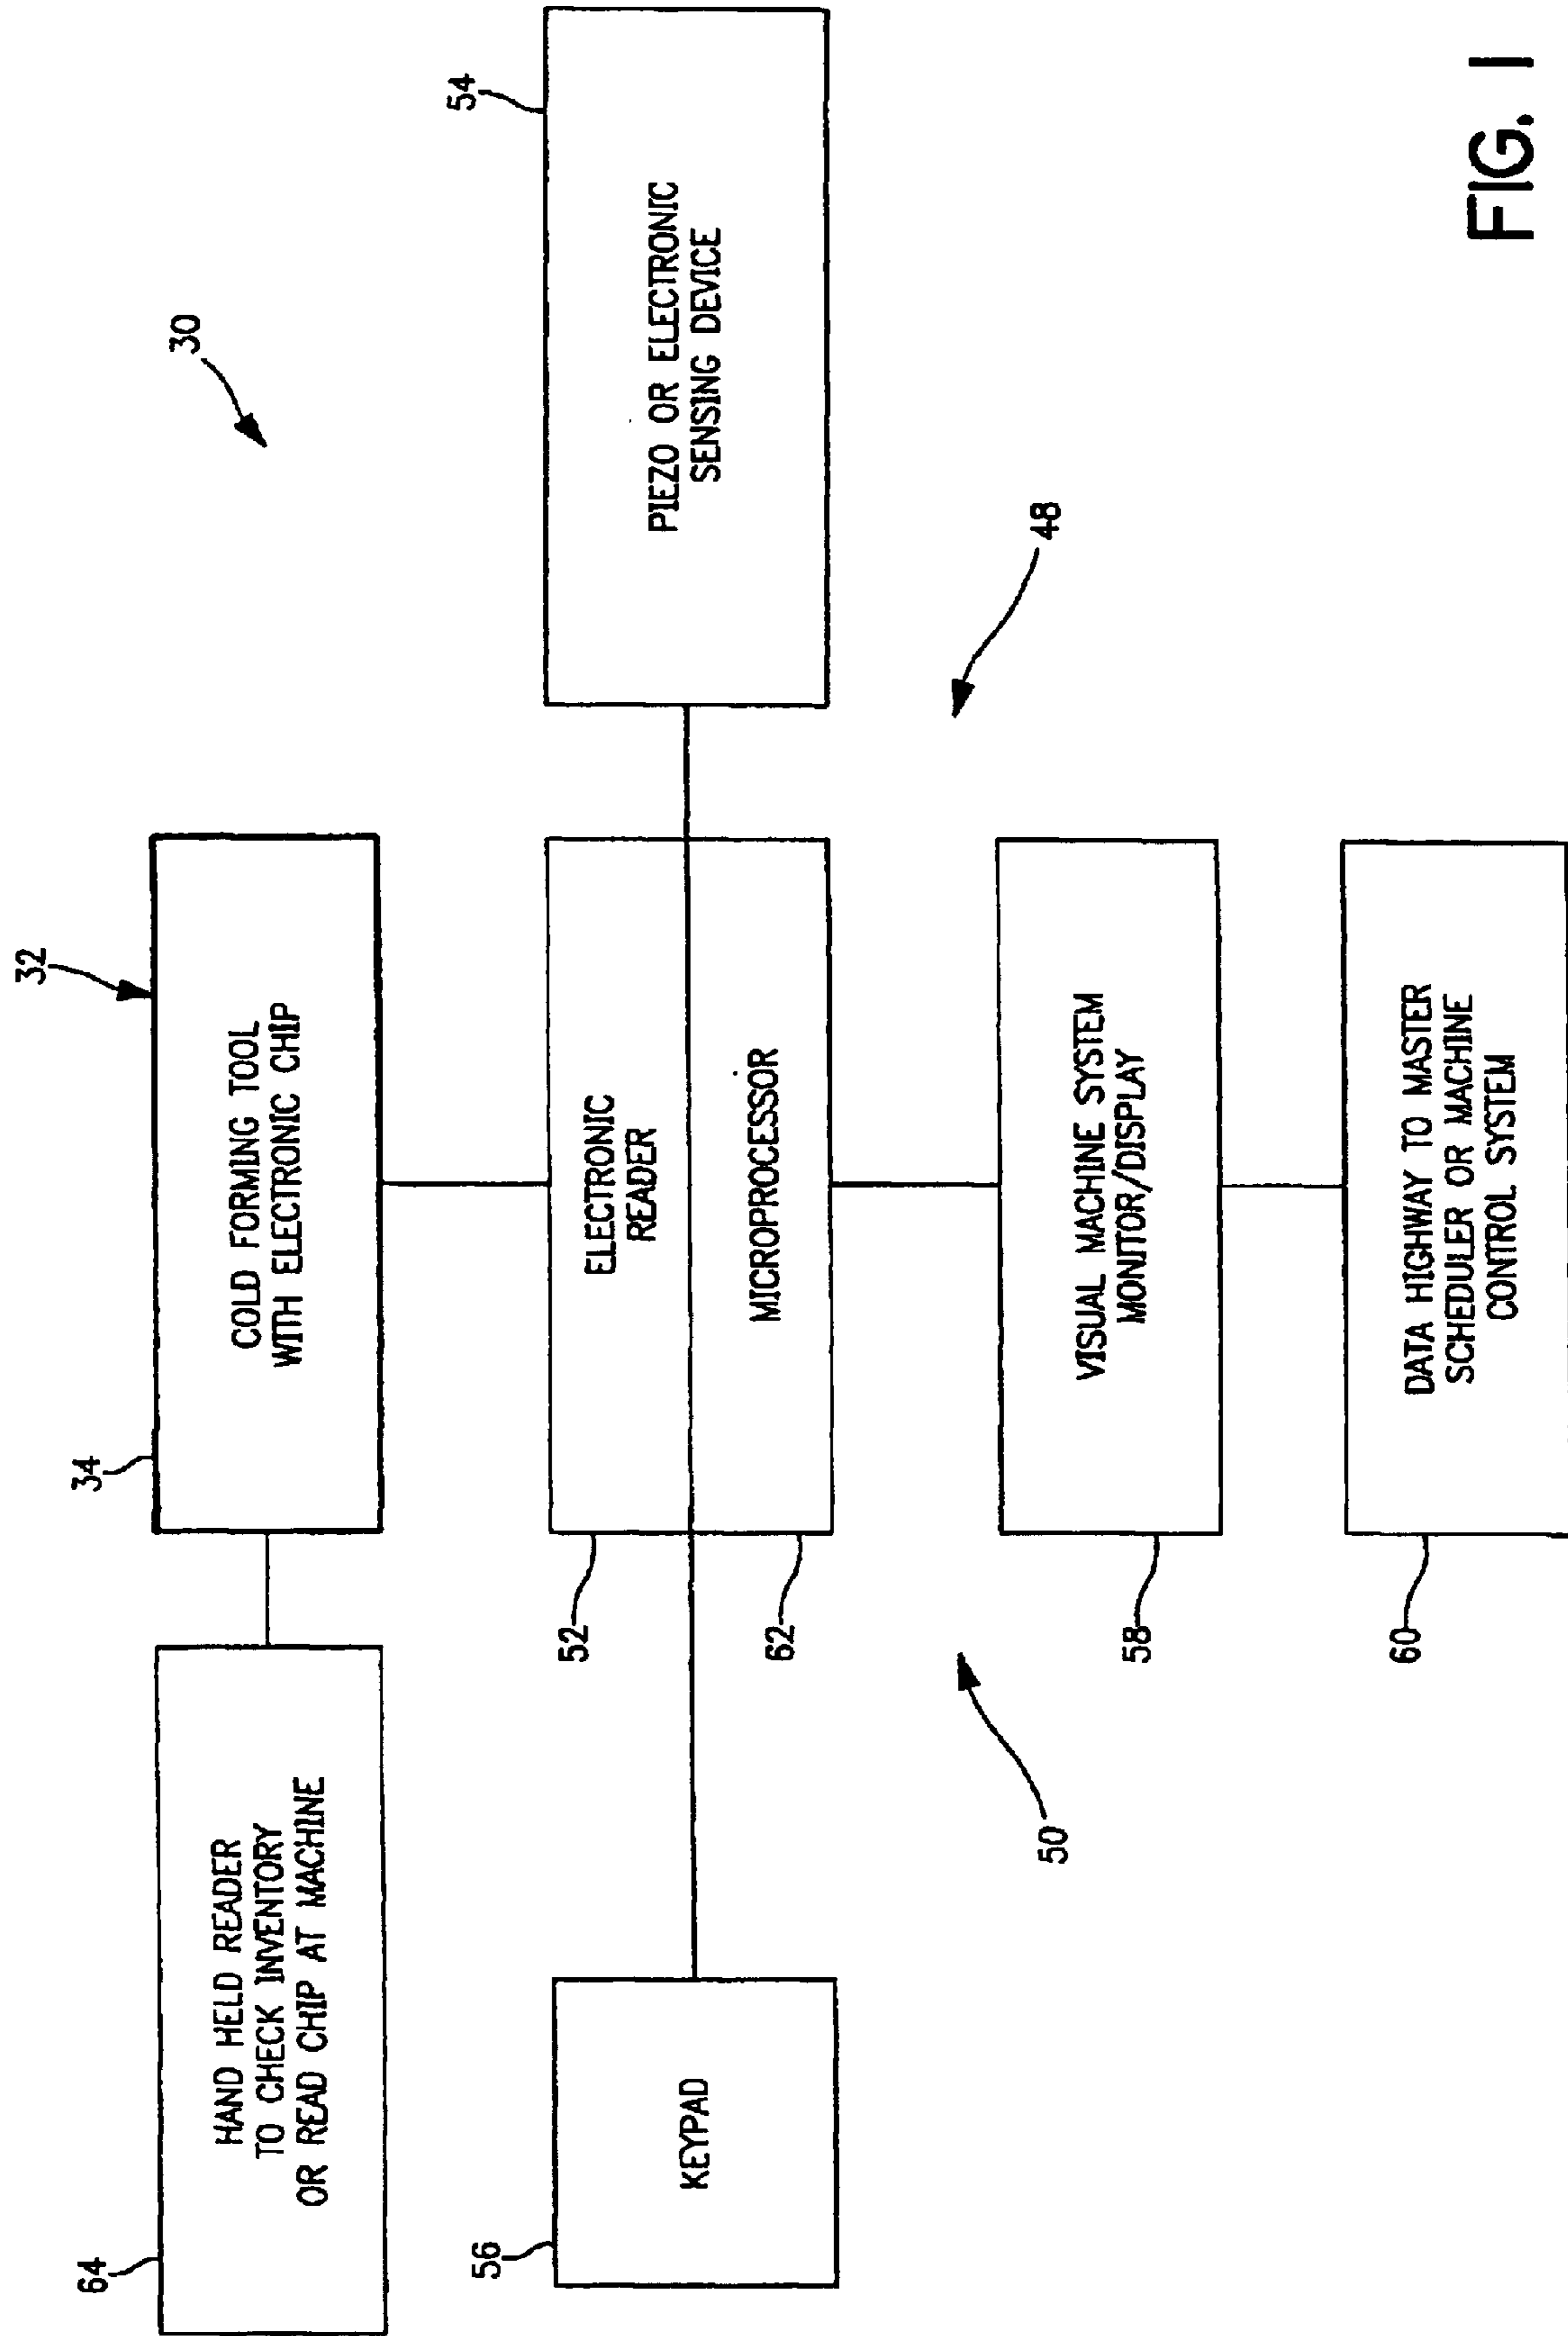 30
32
34
COLD FORMING TOOL
WITH ELECTRONIC CHIP
64
HAND HELD READER
TO CHECK INVENTORY
OR READ CHIP AT MACHINE
54
PIEZO OR ELECTRONIC
SENSING DEVICE
ELECTRONIC
READER
52
MICROPROCESSOR
62
56
KEYPAD
48
50
VISUAL MACHINE SYSTEM
MONITOR/DISPLAY
58
DATA HIGHWAY TO MASTER
SCHEDULER OR MACHINE
CONTROL SYSTEM
60
FIG. 1